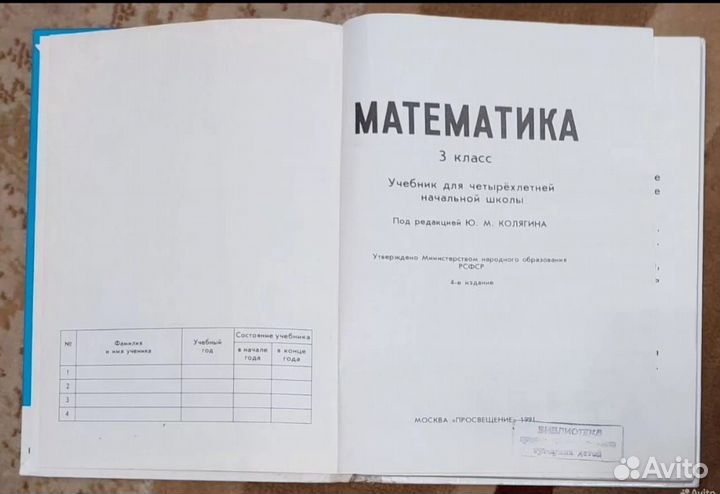 МАТЕМАТИКА
3 класс
Учебник для четырёхлетней
начальной школы
Под редакцией Ю. М. КОЛЯГИНА
Утверждено Министерством народного образования
РСФСР
4-е издание
МОСКВА «ПРОСВЕЩЕНИЕ» 1991
БИБЛИОТЕКА
детей
№
Фамилия
и имя ученика
Учебный
год
Состояние учебника
в начале
года
в конце
года
1
2
3
4
Avito
Avito